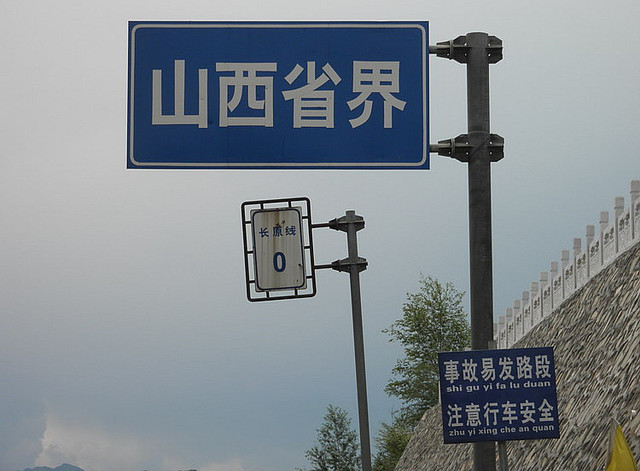 山西省界
长原线
0
事故易发路段
shi gu yi fa lu duan
注意行车安全
zhu yi xing che an quan